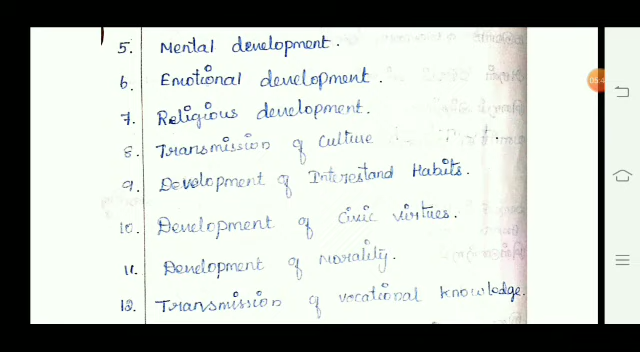 5. Mental development.
6. Emotional development.
7. Religious development.
8. Transmission of Culture
9. Development of Interestand Habits.
10. Development of Civic virtues.
11. Development of Morality.
12. Transmission of vocational knowledge.